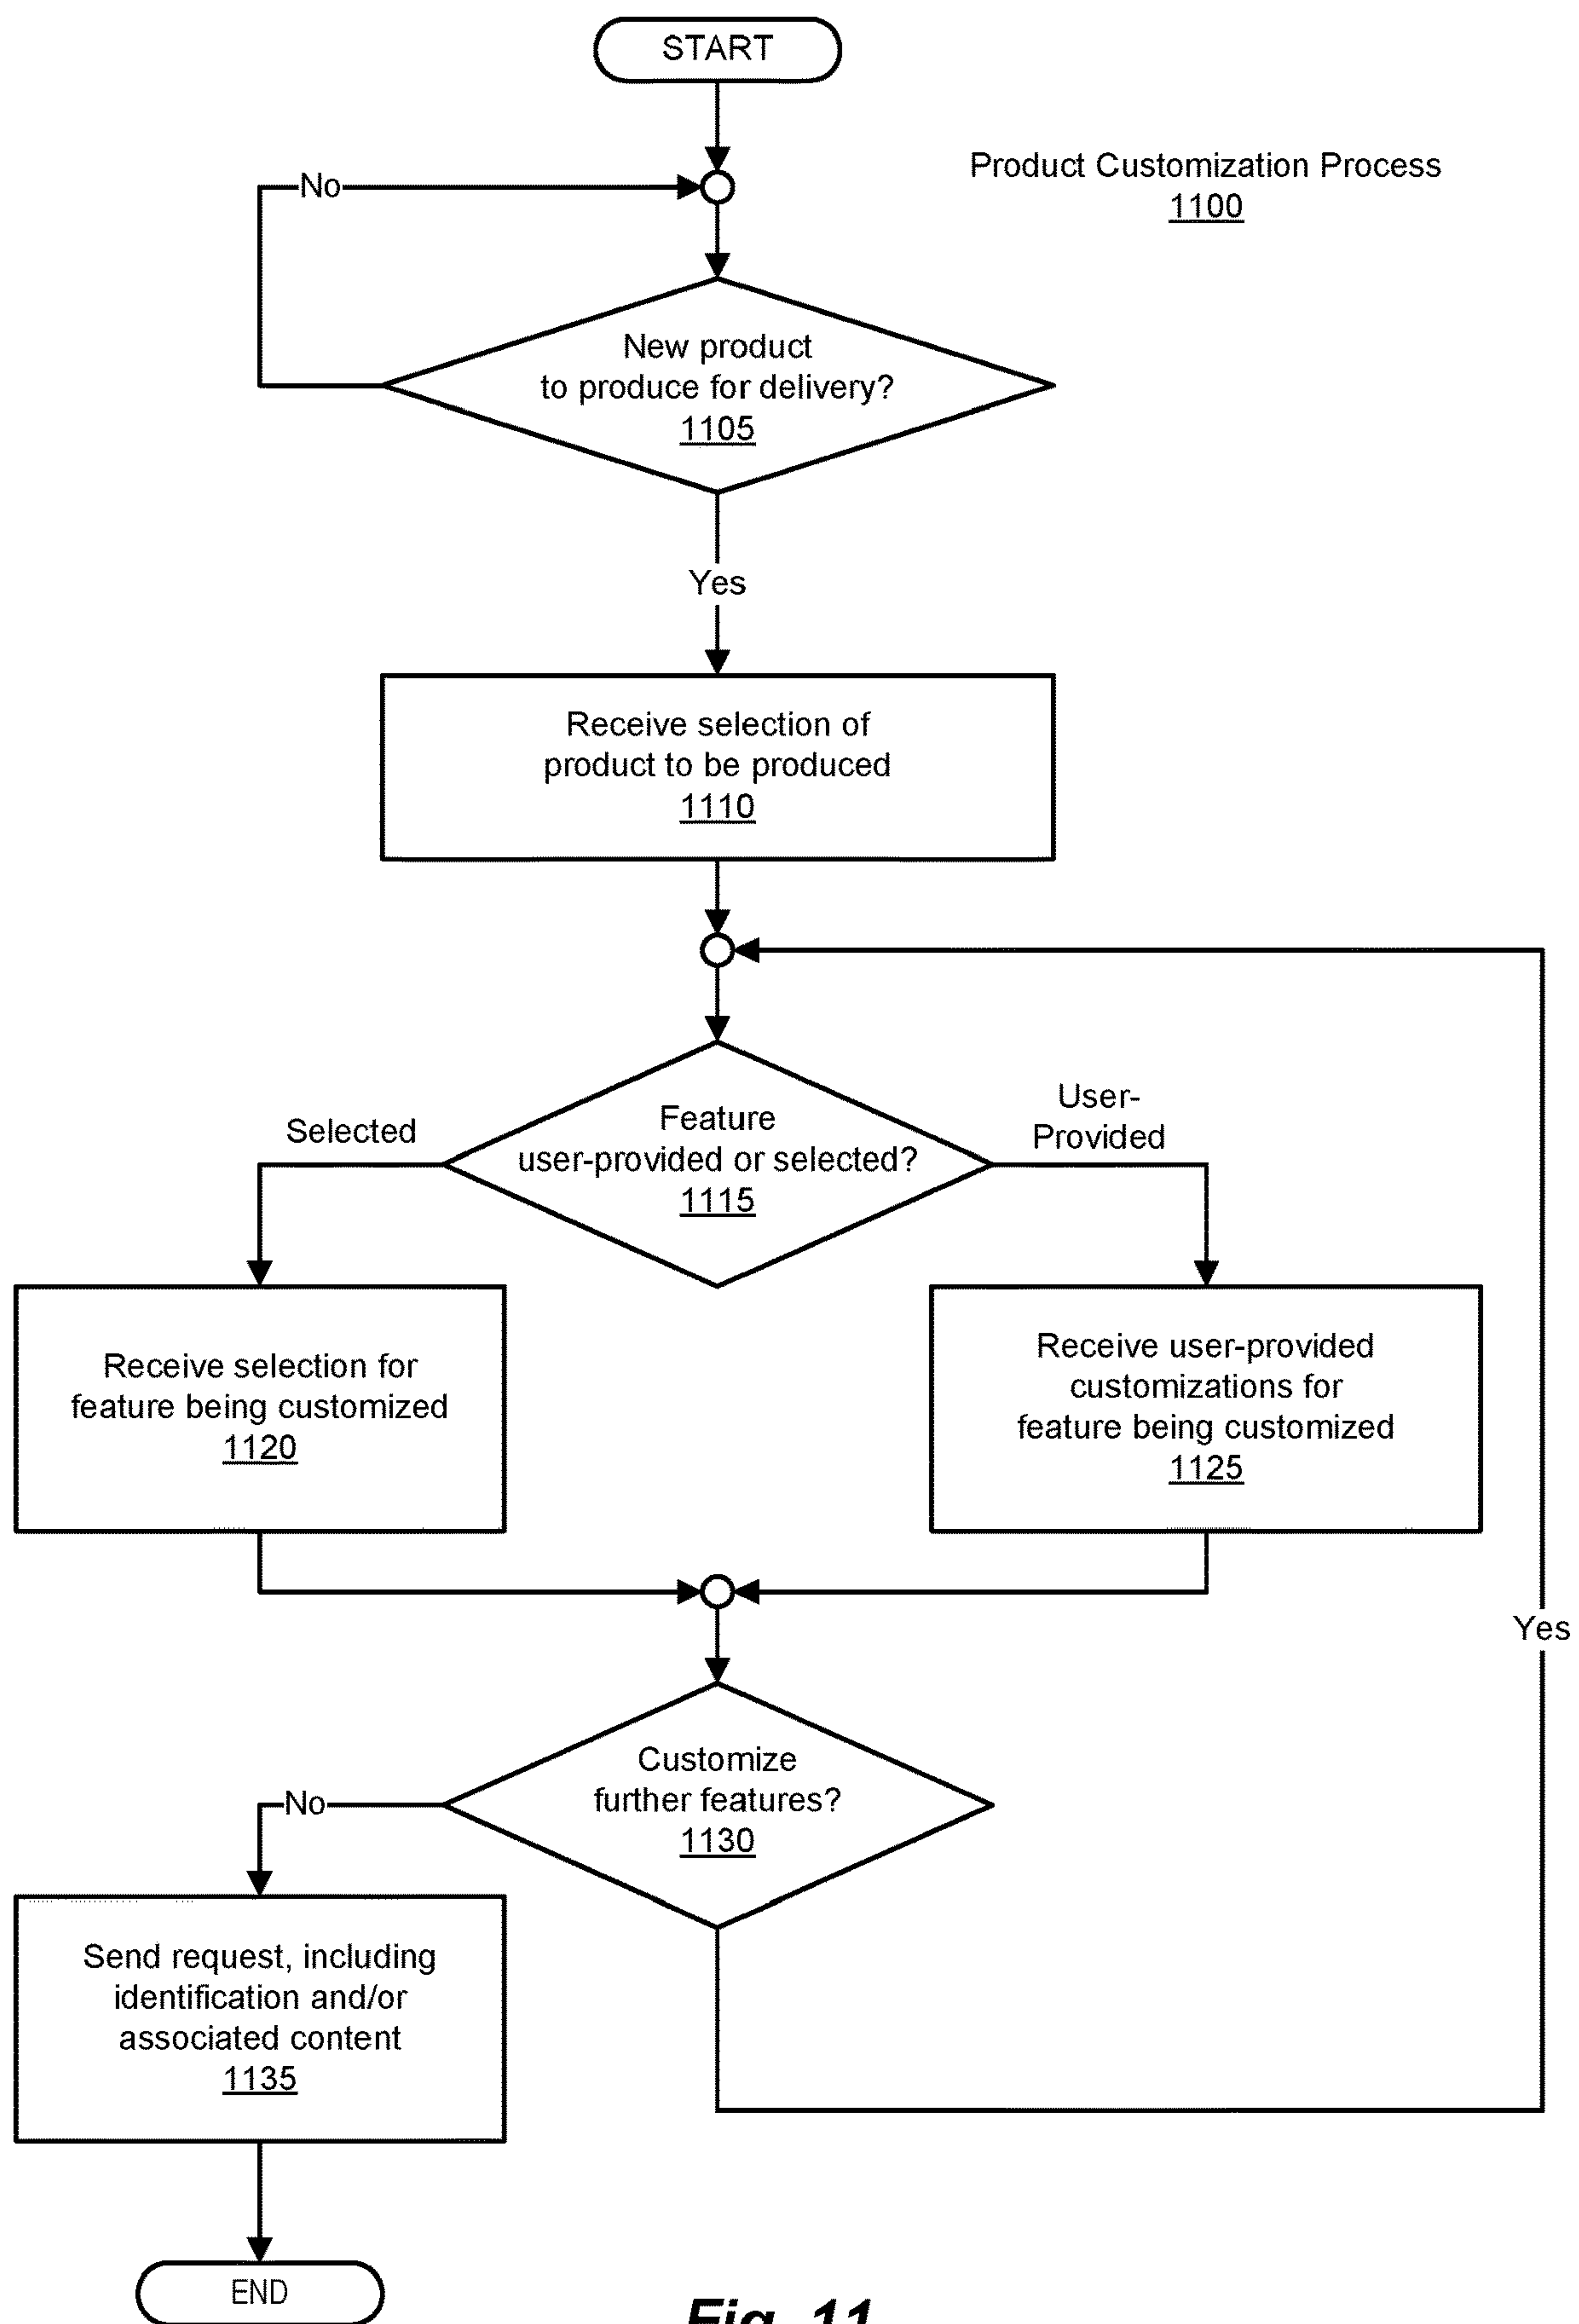 START
Product Customization Process
1100
No
New product
to produce for delivery?
1105
Yes
Receive selection of
product to be produced
1110
Selected
User-
Provided
Feature
user-provided or selected?
1115
Receive selection for
feature being customized
1120
Receive user-provided
customizations for
feature being customized
1125
Yes
Customize
further features?
1130
No
Send request, including
identification and/or
associated content
1135
END
Fig. 11